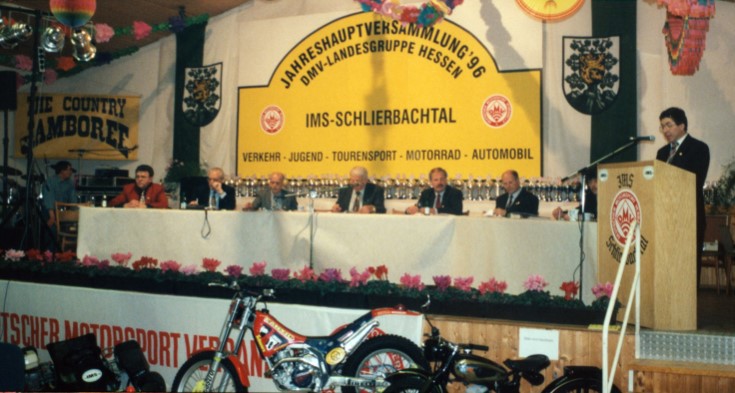 JAHRESHAUPTVERSAMMLUNG '96
DMV-LANDESGRUPPE HESSEN
IMS-SCHLIERBACHTAL
VERKEHR - JUGEND - TOURENSPORT - MOTORRAD - AUTOMOBIL
THE COUNTRY
JAMBOREE
IMS
Schlierbachtal
TSCHER MOTORSPORT VERBAN